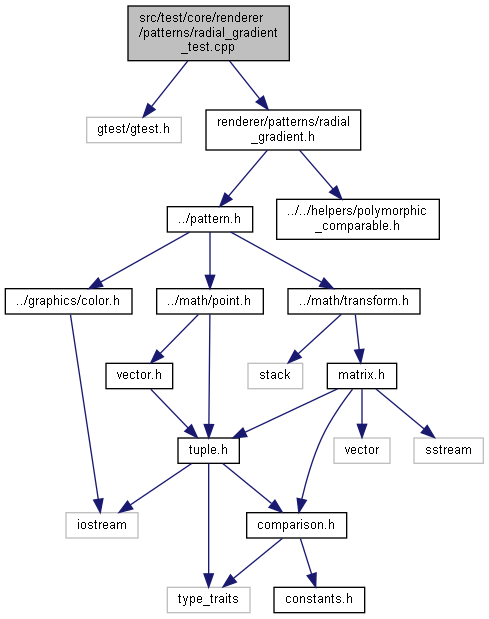 src/test/core/renderer
/patterns/radial_gradient
_test.cpp
gtest/gtest.h
renderer/patterns/radial
_gradient.h
../pattern.h
../../helpers/polymorphic
_comparable.h
../graphics/color.h
../math/point.h
../math/transform.h
vector.h
stack
matrix.h
tuple.h
vector
sstream
iostream
comparison.h
type_traits
constants.h